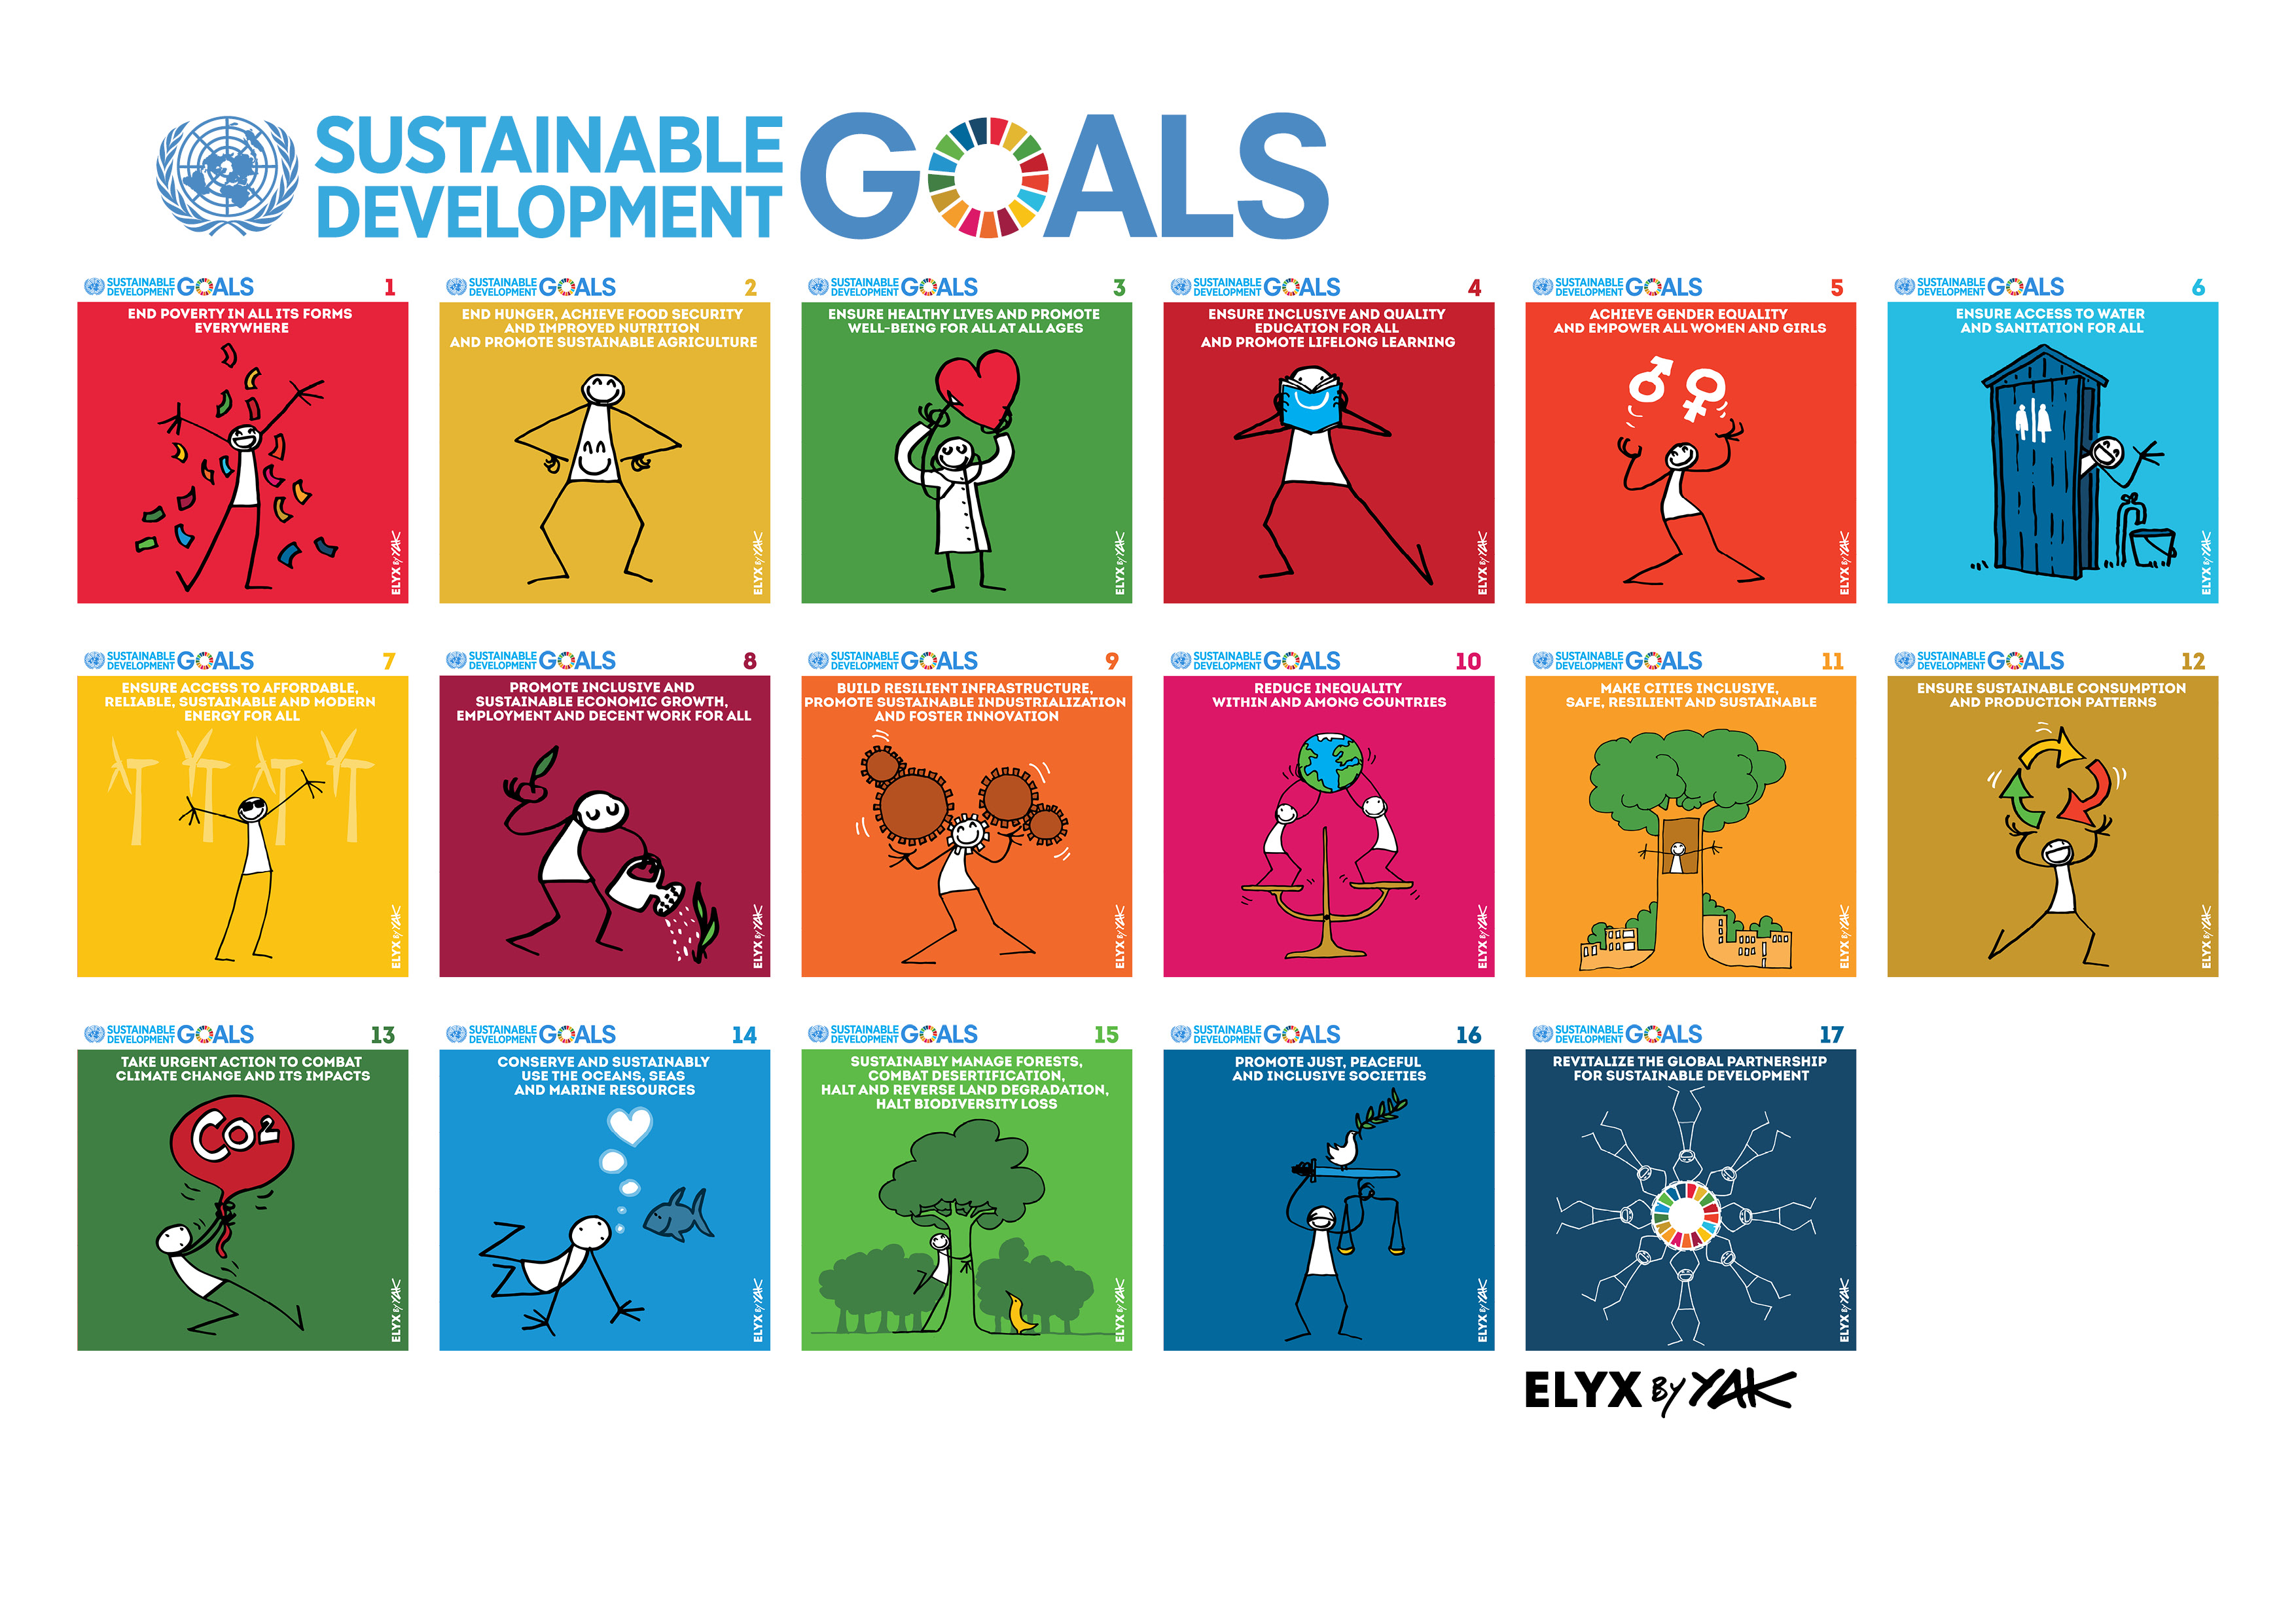 SUSTAINABLE
DEVELOPMENT
GOALS
SUSTAINABLE
DEVELOPMENT
GOALS
1
END POVERTY IN ALL ITS FORMS
EVERYWHERE
ELYX BY YAK
SUSTAINABLE
DEVELOPMENT
GOALS
2
END HUNGER, ACHIEVE FOOD SECURITY
AND IMPROVED NUTRITION
AND PROMOTE SUSTAINABLE AGRICULTURE
ELYX BY YAK
SUSTAINABLE
DEVELOPMENT
GOALS
3
ENSURE HEALTHY LIVES AND PROMOTE
WELL-BEING FOR ALL AT ALL AGES
ELYX BY YAK
SUSTAINABLE
DEVELOPMENT
GOALS
4
ENSURE INCLUSIVE AND QUALITY
EDUCATION FOR ALL
AND PROMOTE LIFELONG LEARNING
ELYX BY YAK
SUSTAINABLE
DEVELOPMENT
GOALS
5
ACHIEVE GENDER EQUALITY
AND EMPOWER ALL WOMEN AND GIRLS
ELYX BY YAK
SUSTAINABLE
DEVELOPMENT
GOALS
6
ENSURE ACCESS TO WATER
AND SANITATION FOR ALL
ELYX BY YAK
SUSTAINABLE
DEVELOPMENT
GOALS
7
ENSURE ACCESS TO AFFORDABLE,
RELIABLE, SUSTAINABLE AND MODERN
ENERGY FOR ALL
ELYX BY YAK
SUSTAINABLE
DEVELOPMENT
GOALS
8
PROMOTE INCLUSIVE AND
SUSTAINABLE ECONOMIC GROWTH,
EMPLOYMENT AND DECENT WORK FOR ALL
ELYX BY YAK
SUSTAINABLE
DEVELOPMENT
GOALS
9
BUILD RESILIENT INFRASTRUCTURE,
PROMOTE SUSTAINABLE INDUSTRIALIZATION
AND FOSTER INNOVATION
ELYX BY YAK
SUSTAINABLE
DEVELOPMENT
GOALS
10
REDUCE INEQUALITY
WITHIN AND AMONG COUNTRIES
ELYX BY YAK
SUSTAINABLE
DEVELOPMENT
GOALS
11
MAKE CITIES INCLUSIVE,
SAFE, RESILIENT AND SUSTAINABLE
ELYX BY YAK
SUSTAINABLE
DEVELOPMENT
GOALS
12
ENSURE SUSTAINABLE CONSUMPTION
AND PRODUCTION PATTERNS
ELYX BY YAK
SUSTAINABLE
DEVELOPMENT
GOALS
13
TAKE URGENT ACTION TO COMBAT
CLIMATE CHANGE AND ITS IMPACTS
CO2
ELYX BY YAK
SUSTAINABLE
DEVELOPMENT
GOALS
14
CONSERVE AND SUSTAINABLY
USE THE OCEANS, SEAS
AND MARINE RESOURCES
ELYX BY YAK
SUSTAINABLE
DEVELOPMENT
GOALS
15
SUSTAINABLY MANAGE FORESTS,
COMBAT DESERTIFICATION,
HALT AND REVERSE LAND DEGRADATION,
HALT BIODIVERSITY LOSS
ELYX BY YAK
SUSTAINABLE
DEVELOPMENT
GOALS
16
PROMOTE JUST, PEACEFUL
AND INCLUSIVE SOCIETIES
ELYX BY YAK
SUSTAINABLE
DEVELOPMENT
GOALS
17
REVITALIZE THE GLOBAL PARTNERSHIP
FOR SUSTAINABLE DEVELOPMENT
ELYX BY YAK
ELYX BY YAK